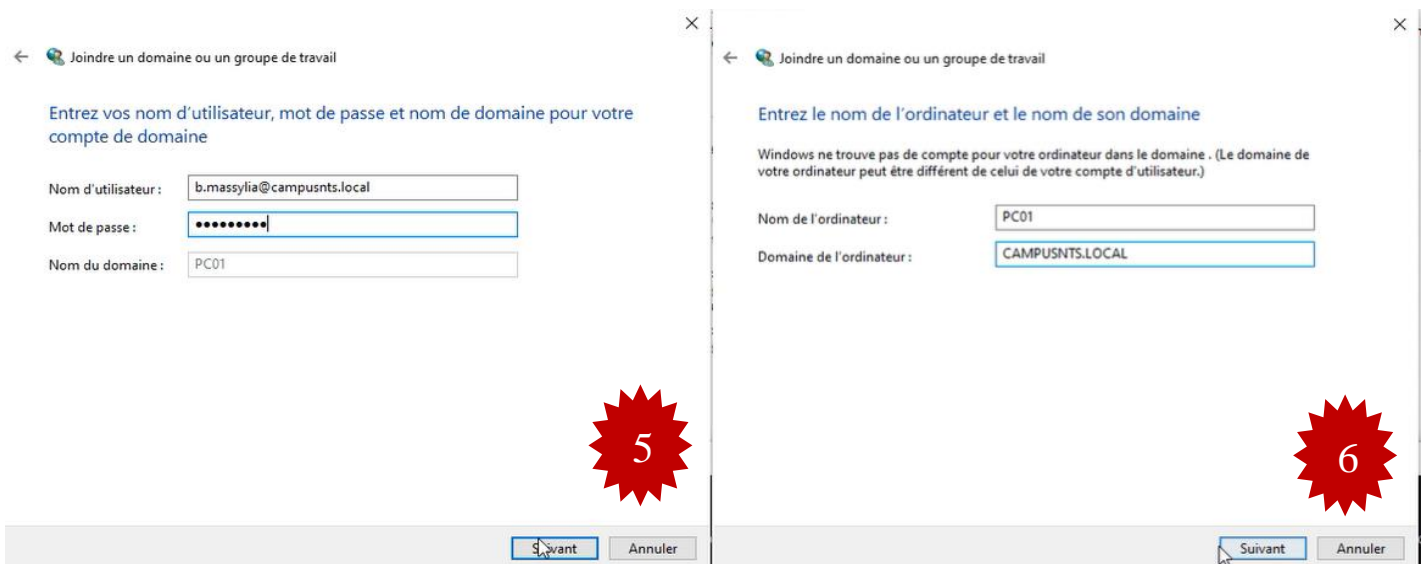 Joindre un domaine ou un groupe de travail
Entrez vos nom d'utilisateur, mot de passe et nom de domaine pour votre
compte de domaine
Nom d'utilisateur :
b.massylia@campusnts.local
Mot de passe :
•••••••••
Nom du domaine :
PC01
5
Suivant
Annuler
Joindre un domaine ou un groupe de travail
Entrez le nom de l'ordinateur et le nom de son domaine
Windows ne trouve pas de compte pour votre ordinateur dans le domaine . (Le domaine de
votre ordinateur peut être différent de celui de votre compte d'utilisateur.)
Nom de l'ordinateur :
PC01
Domaine de l'ordinateur :
CAMPUSNTS.LOCAL
6
Suivant
Annuler